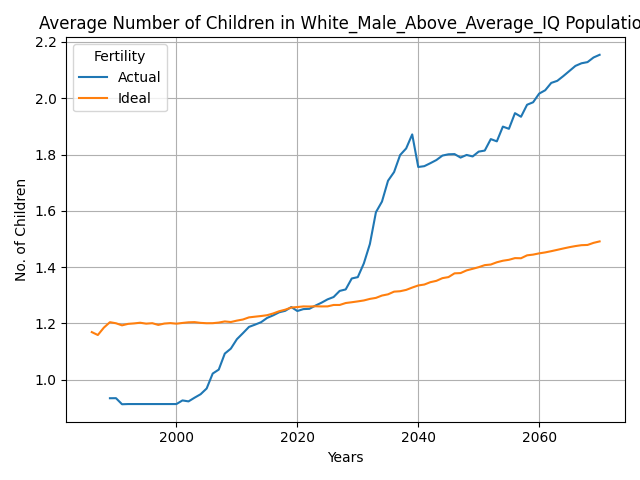 Average Number of Children in White_Male_Above_Average_IQ Populatio
Fertility
Actual
Ideal
2.2
2.0
1.8
1.6
1.4
1.2
1.0
No. of Children
2000
2020
2040
2060
Years